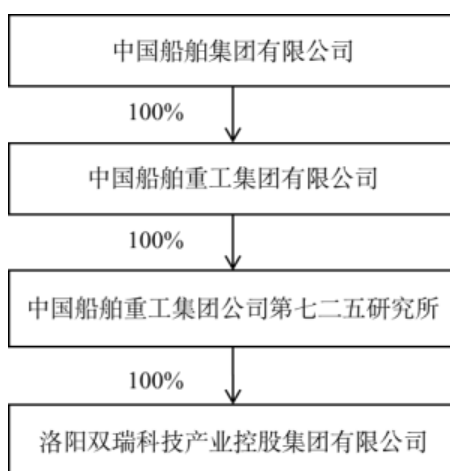 中国船舶集团有限公司
100%
中国船舶重工集团有限公司
100%
中国船舶重工集团公司第七二五研究所
100%
洛阳双瑞科技产业控股集团有限公司